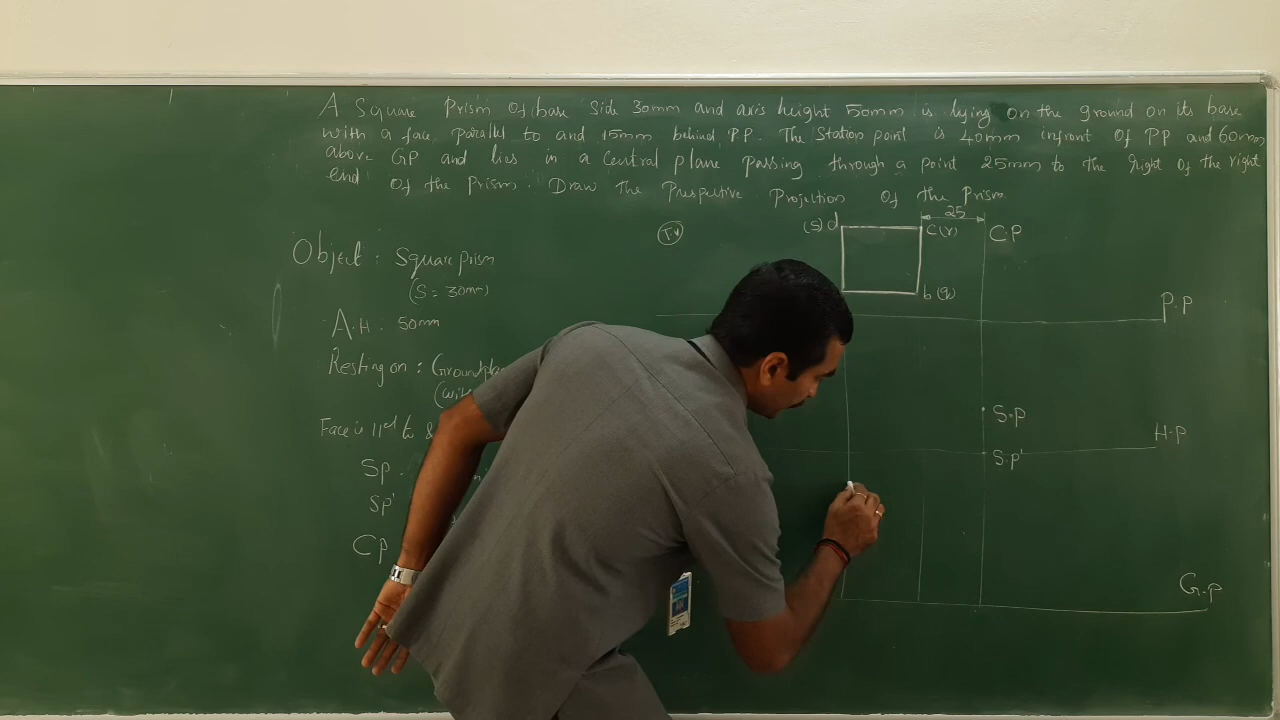 A Square Prism Of base Side 30mm and axis height 50mm is lying on the ground on its base
with a face parallel to and 15mm behind PP. The Station point is 40mm infront of PP and 60mm
above GP and lies in a Central plane Passing through a point 25mm to the Right Of the right
end Of the Prism. Draw The Prespective Projection Of the Prism.
Tv
(s) d
c (r)
25
C.P
b (q)
P.P
Object : Square prism
(S = 30mm)
A.H : 50mm
Resting on : Ground pla
Face is 11el to &
S.P
H.P
S.P'
Sp
Sp'
Cp
G.P